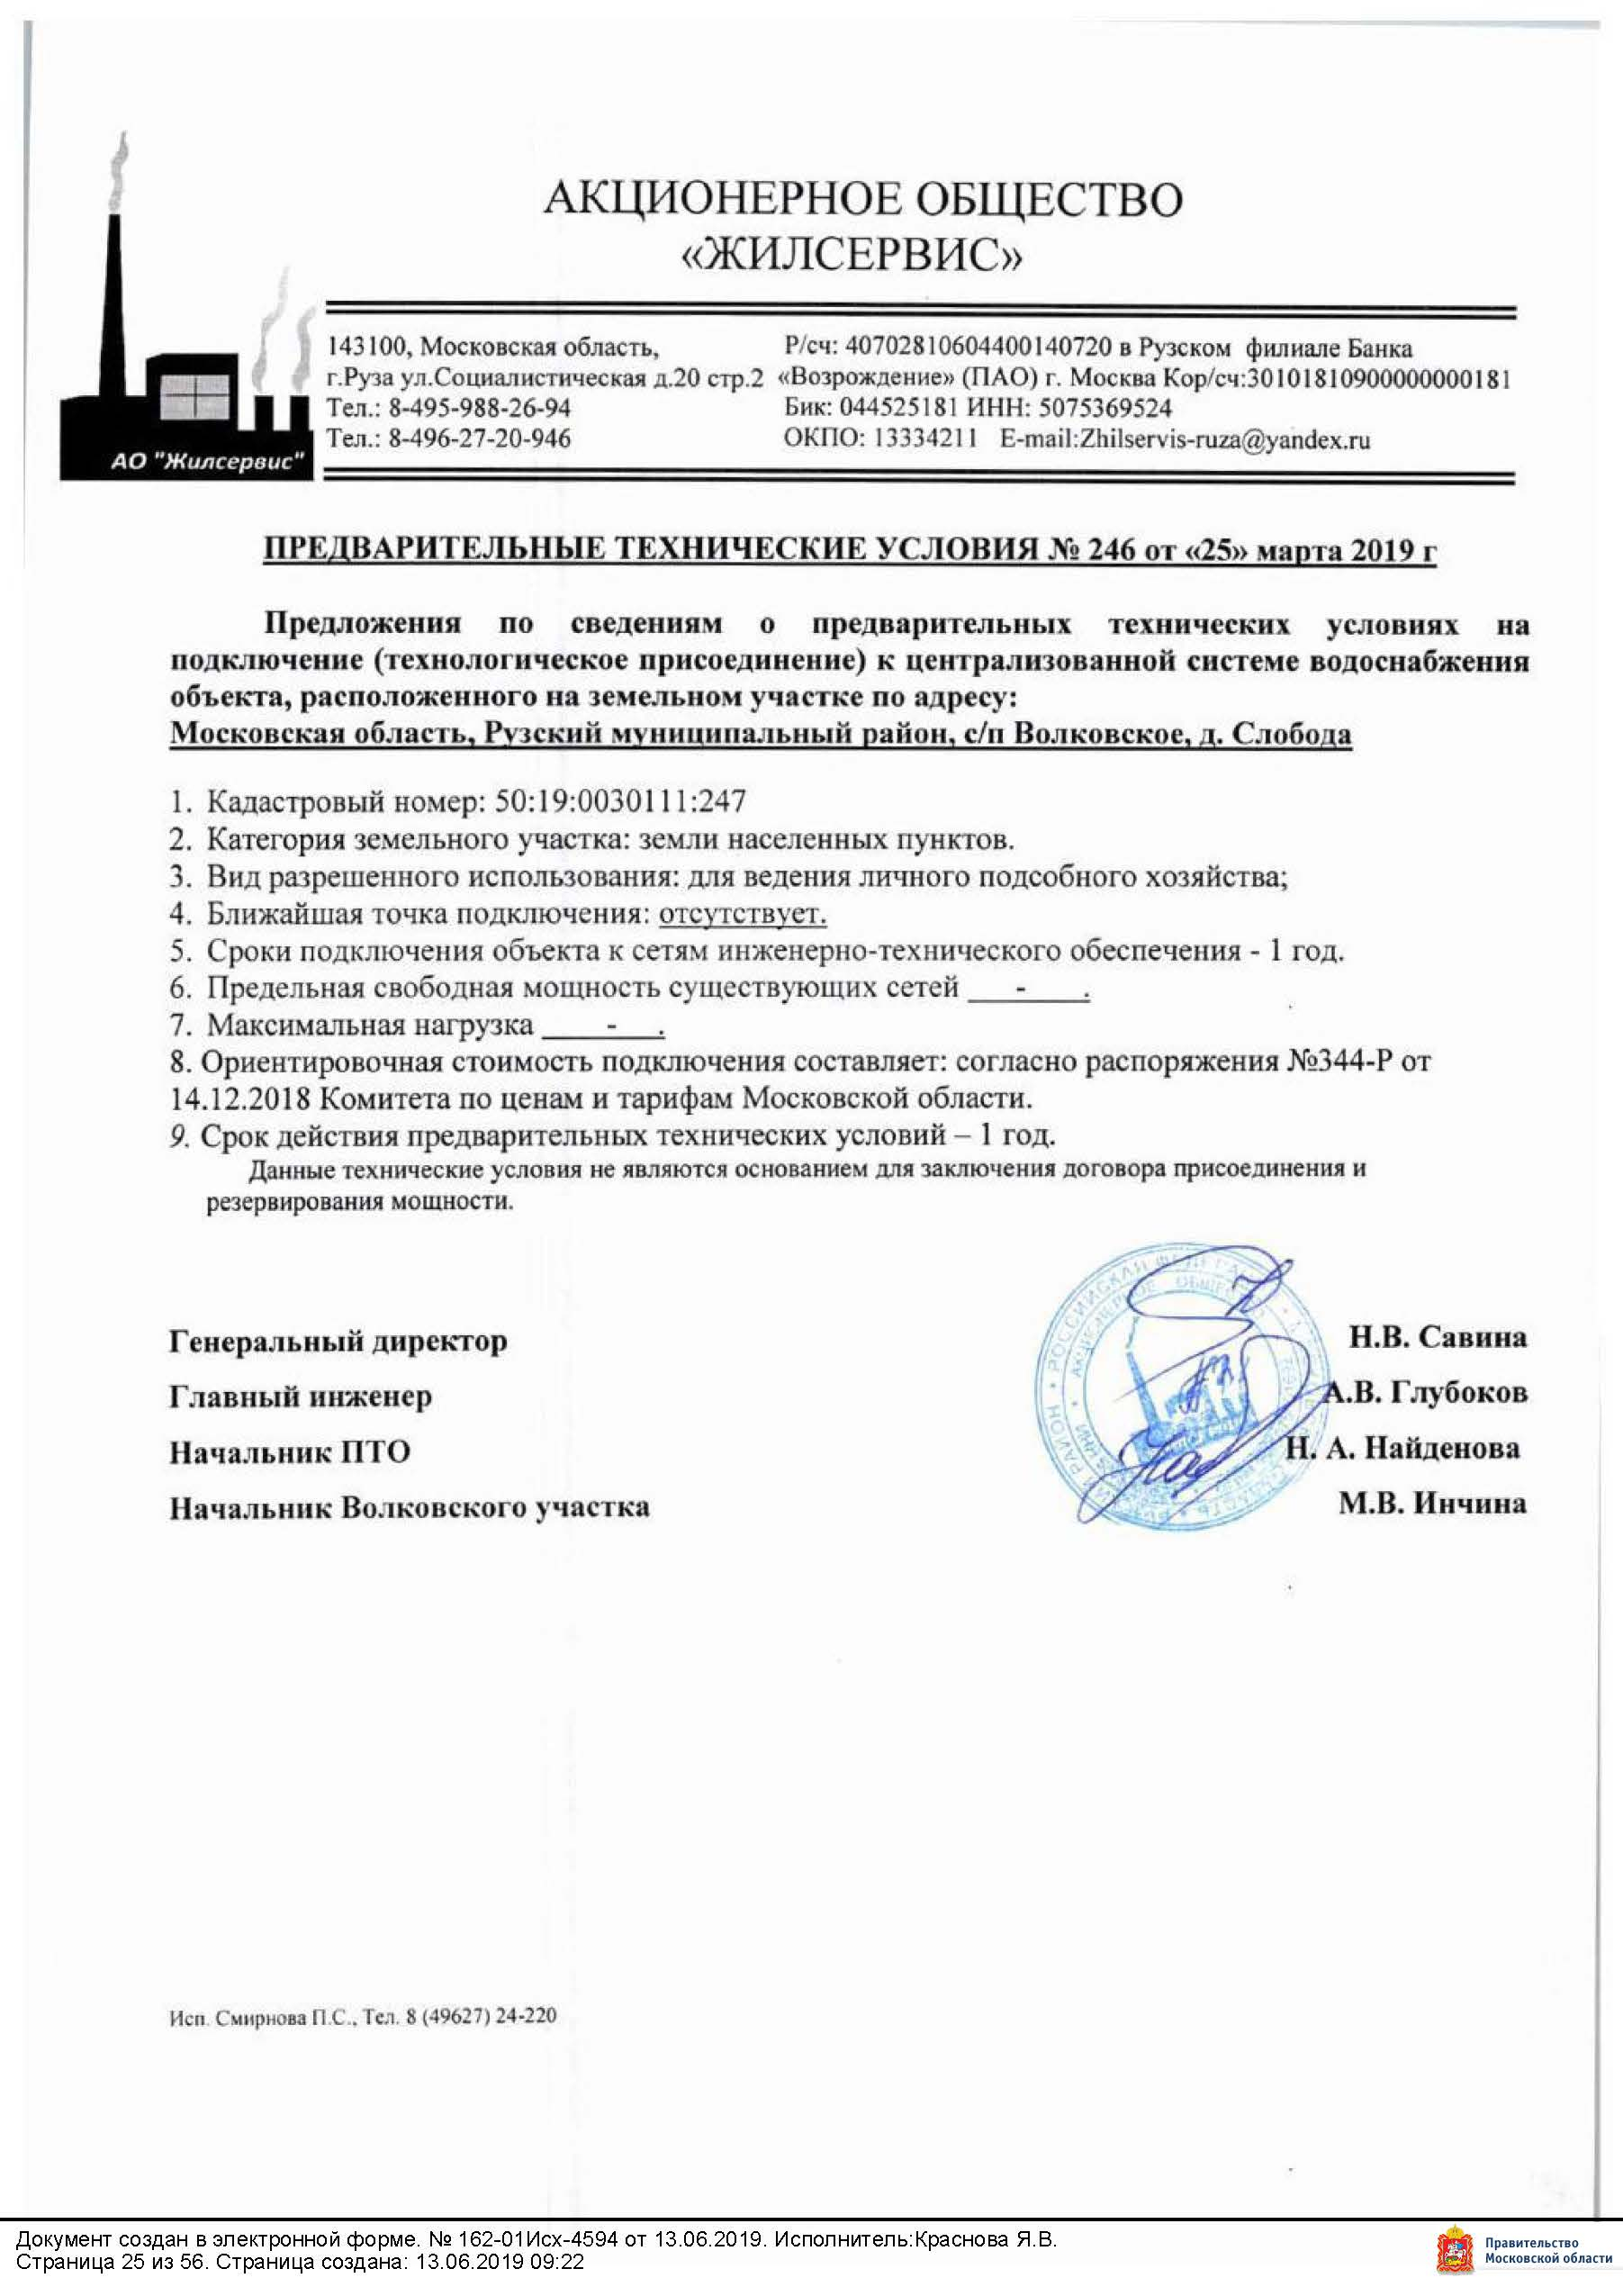 АКЦИОНЕРНОЕ ОБЩЕСТВО
«ЖИЛСЕРВИС»
143100, Московская область,
г.Руза ул.Социалистическая д.20 стр.2
Тел.: 8-495-988-26-94
Тел.: 8-496-27-20-946
Р/сч: 40702810604400140720 в Рузском филиале Банка
«Возрождение» (ПАО) г. Москва Кор/сч:30101810900000000181
Бик: 044525181 ИНН: 5075369524
ОКПО: 13334211 E-mail:Zhilservis-ruza@yandex.ru
АО "Жилсервис"
ПРЕДВАРИТЕЛЬНЫЕ ТЕХНИЧЕСКИЕ УСЛОВИЯ № 246 от «25» марта 2019 г
Предложения по сведениям о предварительных технических условиях на
подключение (технологическое присоединение) к централизованной системе водоснабжения
объекта, расположенного на земельном участке по адресу:
Московская область, Рузский муниципальный район, с/п Волковское, д. Слобода
1. Кадастровый номер: 50:19:0030111:247
2. Категория земельного участка: земли населенных пунктов.
3. Вид разрешенного использования: для ведения личного подсобного хозяйства;
4. Ближайшая точка подключения: отсутствует.
5. Сроки подключения объекта к сетям инженерно-технического обеспечения - 1 год.
6. Предельная свободная мощность существующих сетей ___-____.
7. Максимальная нагрузка ____-___.
8. Ориентировочная стоимость подключения составляет: согласно распоряжения №344-Р от
14.12.2018 Комитета по ценам и тарифам Московской области.
9. Срок действия предварительных технических условий – 1 год.
Данные технические условия не являются основанием для заключения договора присоединения и
резервирования мощности.
Генеральный директор Н.В. Савина
Главный инженер А.В. Глубоков
Начальник ПТО Н. А. Найденова
Начальник Волковского участка М.В. Инчина
Исп. Смирнова П.С., Тел. 8 (49627) 24-220
Документ создан в электронной форме. № 162-01Исх-4594 от 13.06.2019. Исполнитель:Краснова Я.В.
Страница 25 из 56. Страница создана: 13.06.2019 09:22
Правительство
Московской области